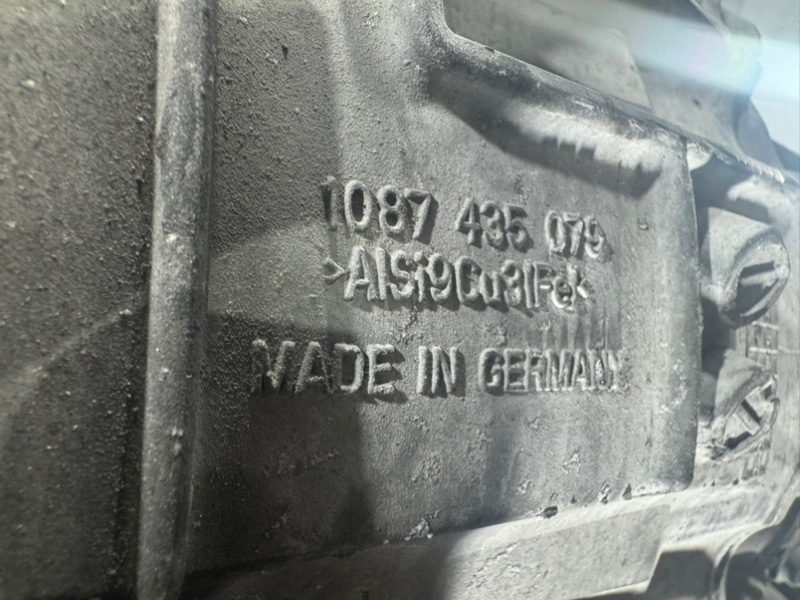 1087 435 079
>AlSi9Cu3(Fe)<
MADE IN GERMANY